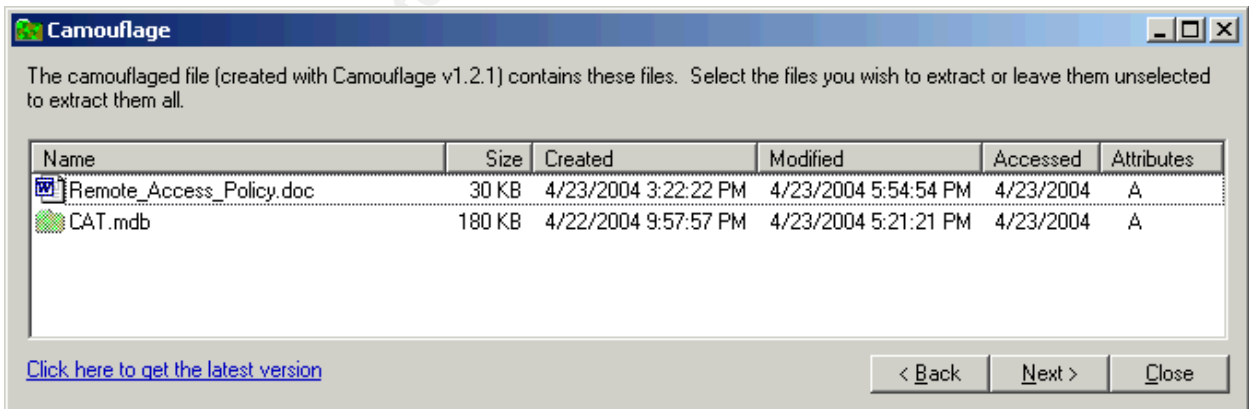 Camouflage
The camouflaged file (created with Camouflage v1.2.1) contains these files.  Select the files you wish to extract or leave them unselected
to extract them all.
Name Size Created Modified Accessed Attributes
Remote_Access_Policy.doc 30 KB 4/23/2004 3:22:22 PM 4/23/2004 5:54:54 PM 4/23/2004 A
CAT.mdb 180 KB 4/22/2004 9:57:57 PM 4/23/2004 5:21:21 PM 4/23/2004 A
Click here to get the latest version < Back Next > Close